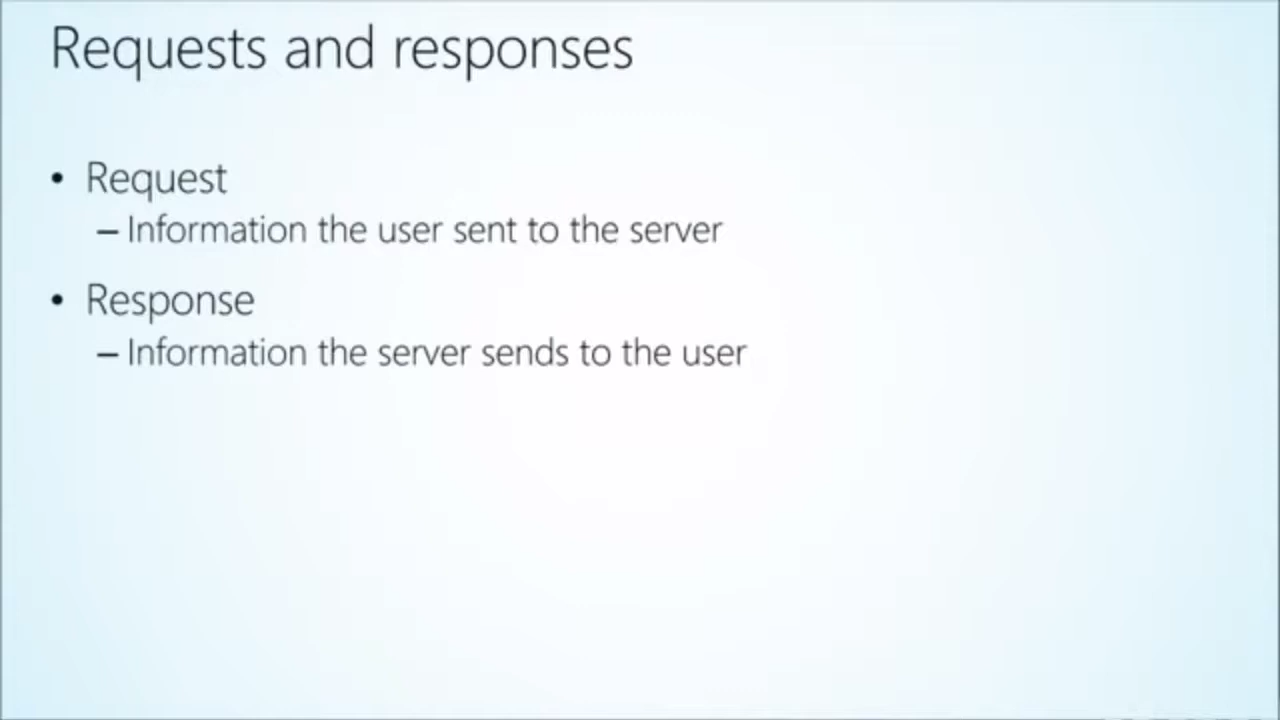 Requests and responses
• Request
– Information the user sent to the server
• Response
– Information the server sends to the user